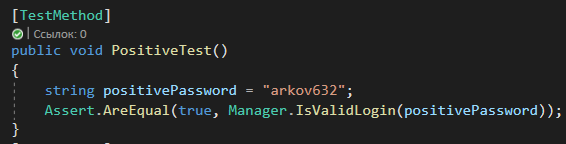 [TestMethod]
| Ссылок: 0
public void PositiveTest()
{
string positivePassword = "arkov632";
Assert.AreEqual(true, Manager.IsValidLogin(positivePassword));
}